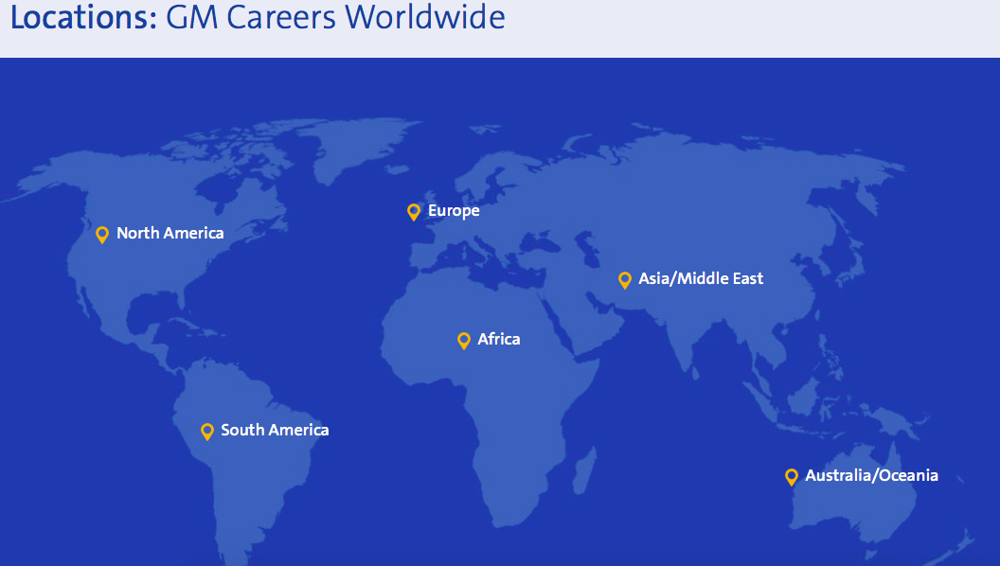 Locations: GM Careers Worldwide
Europe
North America
Asia/Middle East
Africa
South America
Australia/Oceania